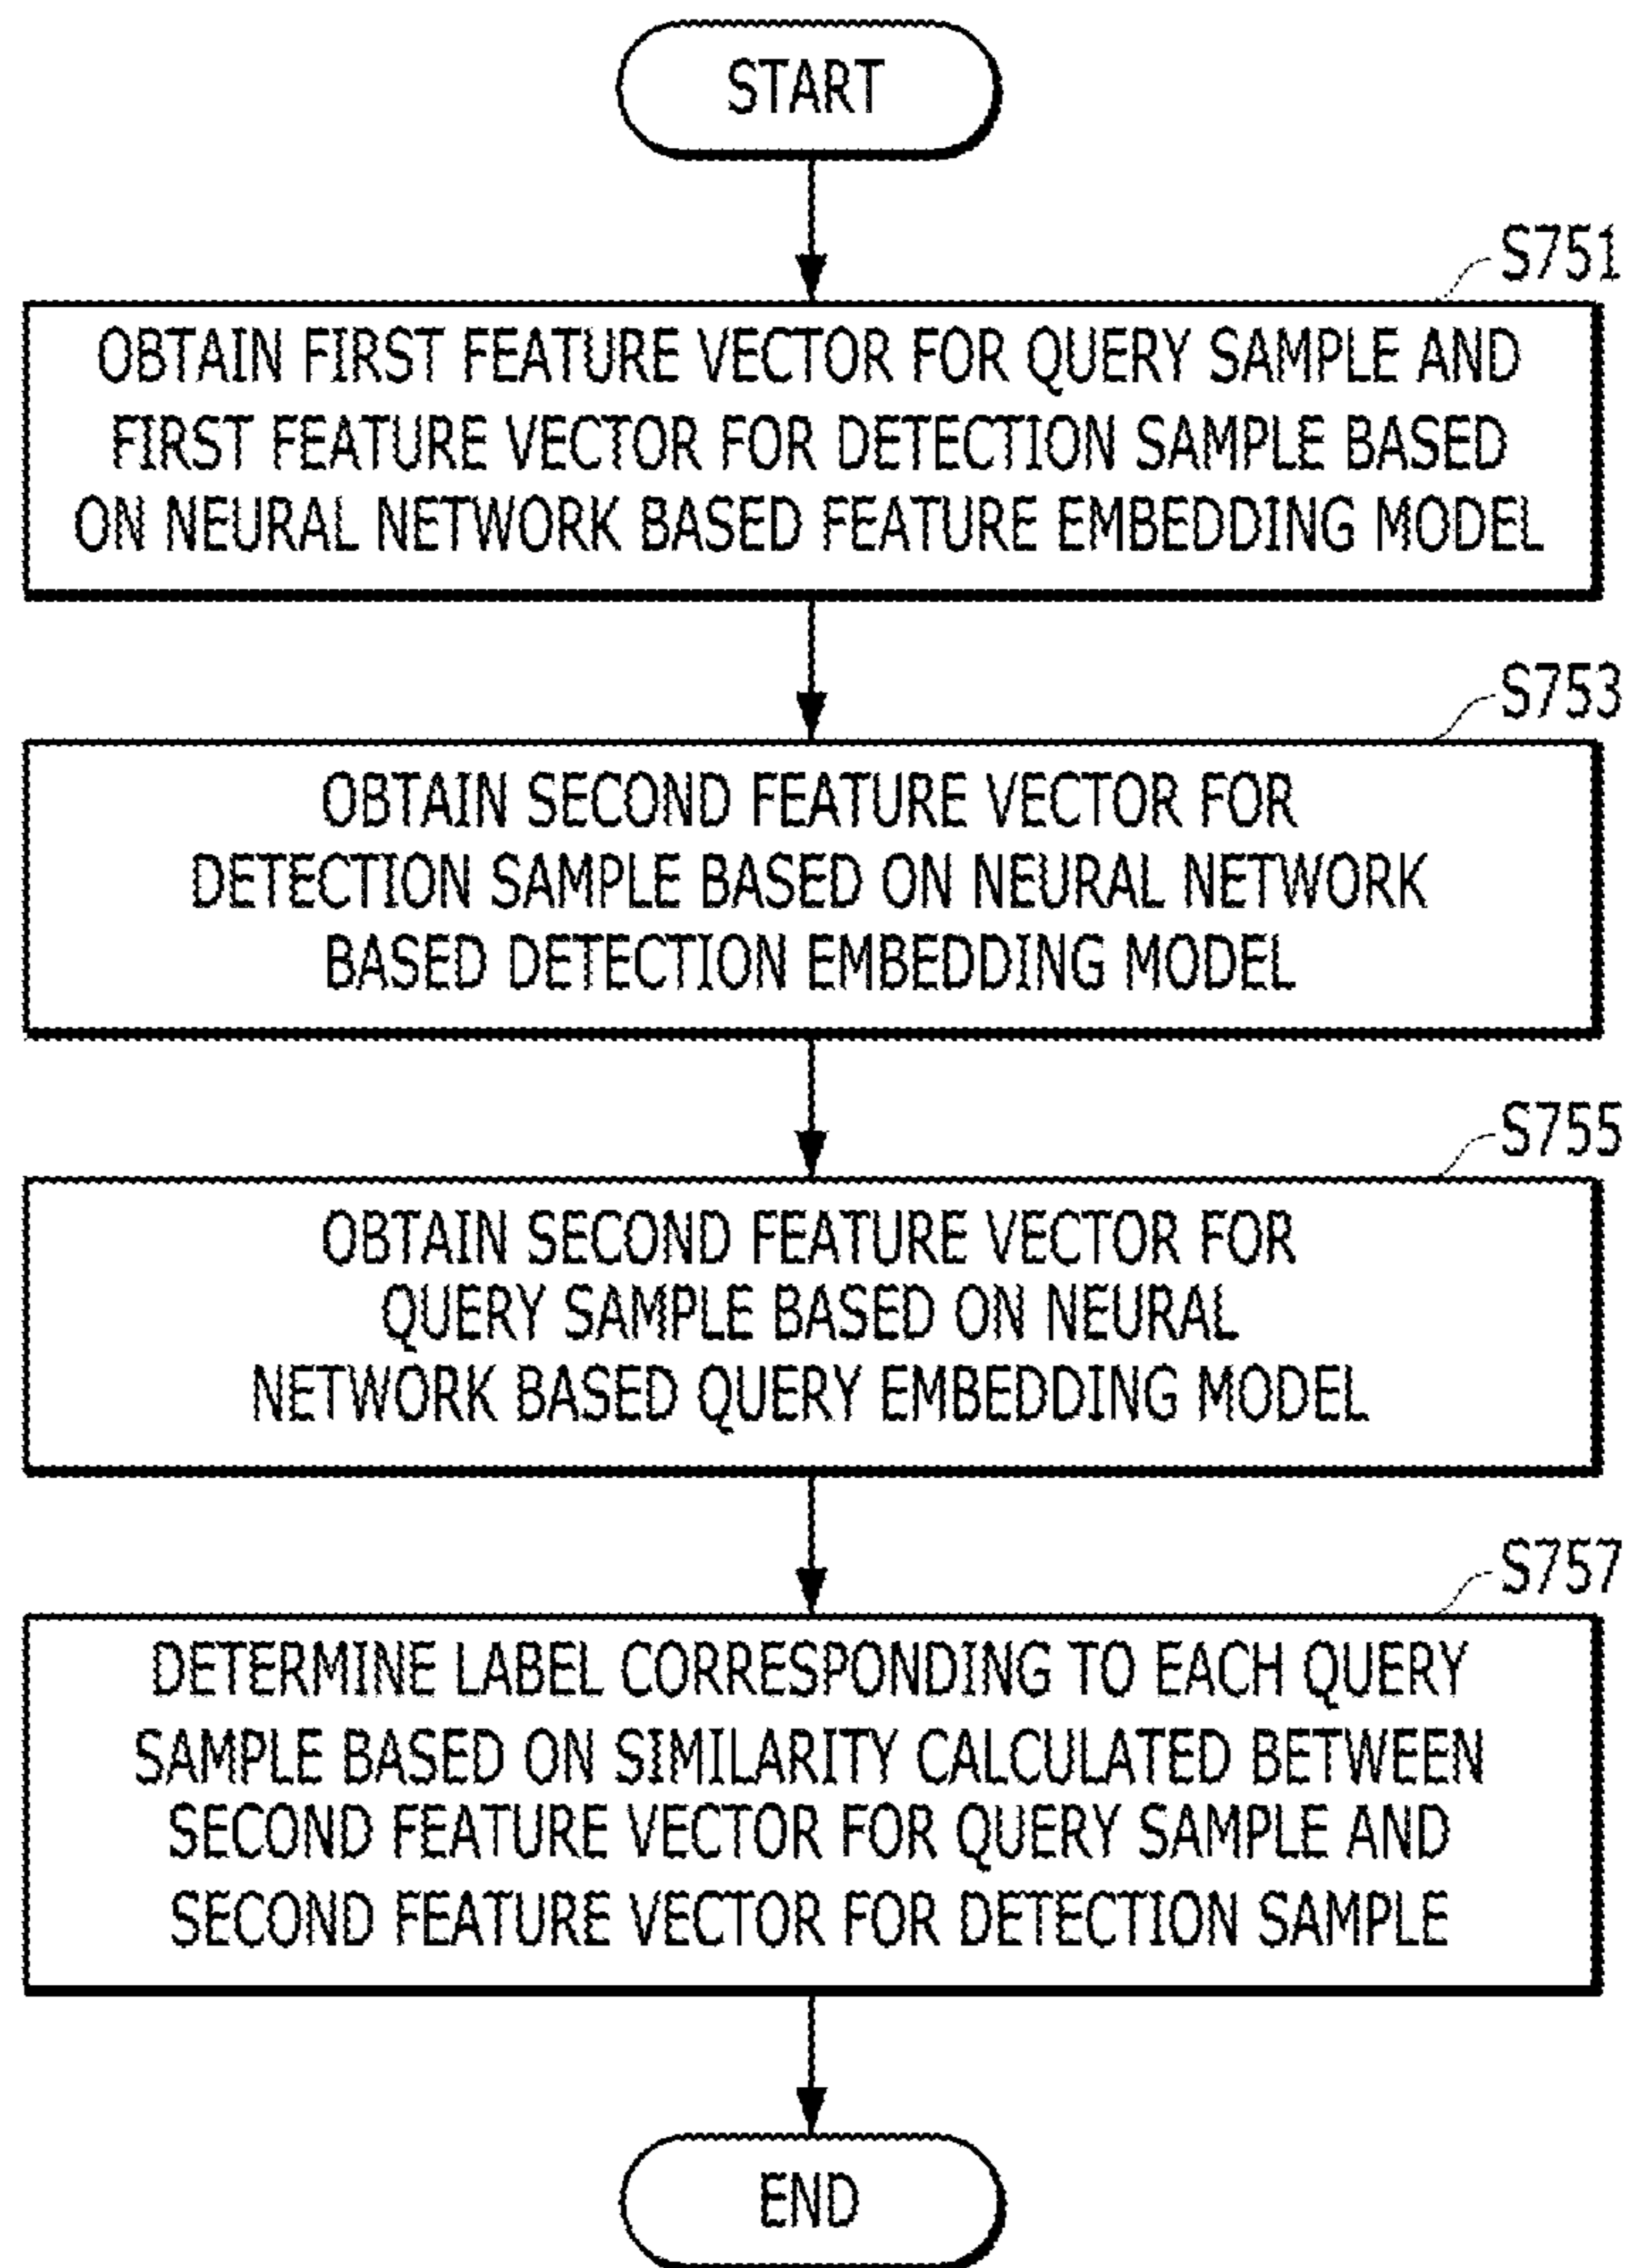 START
S751
OBTAIN FIRST FEATURE VECTOR FOR QUERY SAMPLE AND
FIRST FEATURE VECTOR FOR DETECTION SAMPLE BASED
ON NEURAL NETWORK BASED FEATURE EMBEDDING MODEL
S753
OBTAIN SECOND FEATURE VECTOR FOR
DETECTION SAMPLE BASED ON NEURAL NETWORK
BASED DETECTION EMBEDDING MODEL
S755
OBTAIN SECOND FEATURE VECTOR FOR
QUERY SAMPLE BASED ON NEURAL
NETWORK BASED QUERY EMBEDDING MODEL
S757
DETERMINE LABEL CORRESPONDING TO EACH QUERY
SAMPLE BASED ON SIMILARITY CALCULATED BETWEEN
SECOND FEATURE VECTOR FOR QUERY SAMPLE AND
SECOND FEATURE VECTOR FOR DETECTION SAMPLE
END